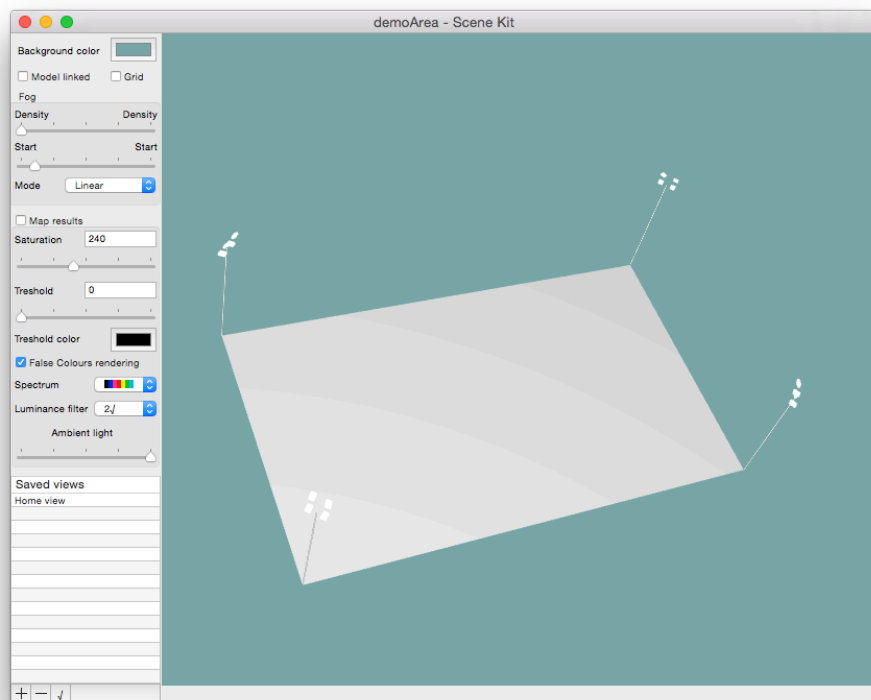 demoArea - Scene Kit
Background color
Model linked Grid
Fog
Density Density
Start Start
Mode Linear
Map results
Saturation 240
Treshold 0
Treshold color
False Colours rendering
Spectrum
Luminance filter 2√
Ambient light
Saved views
Home view
+ − √